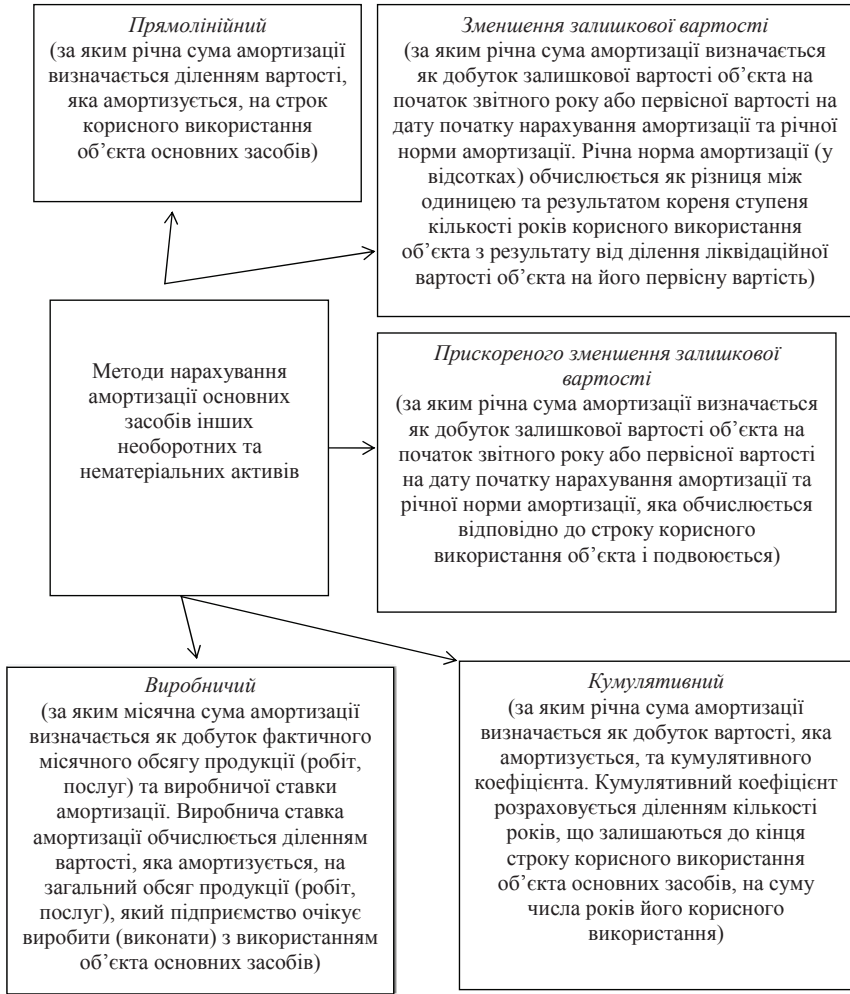 Прямолінійний
(за яким річна сума амортизації
визначається діленням вартості,
яка амортизується, на строк
корисного використання
об’єкта основних засобів)
Зменшення залишкової вартості
(за яким річна сума амортизації визначається
як добуток залишкової вартості об’єкта на
початок звітного року або первісної вартості на
дату початку нарахування амортизації та річної
норми амортизації. Річна норма амортизації (у
відсотках) обчислюється як різниця між
одиницею та результатом кореня ступеня
кількості років корисного використання
об’єкта з результату від ділення ліквідаційної
вартості об’єкта на його первісну вартість)
Методи нарахування
амортизації основних
засобів інших
необоротних та
нематеріальних активів
Прискореного зменшення залишкової
вартості
(за яким річна сума амортизації визначається
як добуток залишкової вартості об’єкта на
початок звітного року або первісної вартості
на дату початку нарахування амортизації та
річної норми амортизації, яка обчислюється
відповідно до строку корисного
використання об’єкта і подвоюється)
Виробничий
(за яким місячна сума амортизації
визначається як добуток фактичного
місячного обсягу продукції (робіт,
послуг) та виробничої ставки
амортизації. Виробнича ставка
амортизації обчислюється діленням
вартості, яка амортизується, на
загальний обсяг продукції (робіт,
послуг), який підприємство очікує
виробити (виконати) з використанням
об’єкта основних засобів)
Кумулятивний
(за яким річна сума амортизації
визначається як добуток вартості, яка
амортизується, та кумулятивного
коефіцієнта. Кумулятивний коефіцієнт
розраховується діленням кількості
років, що залишаються до кінця
строку корисного використання
об’єкта основних засобів, на суму
числа років його корисного
використання)